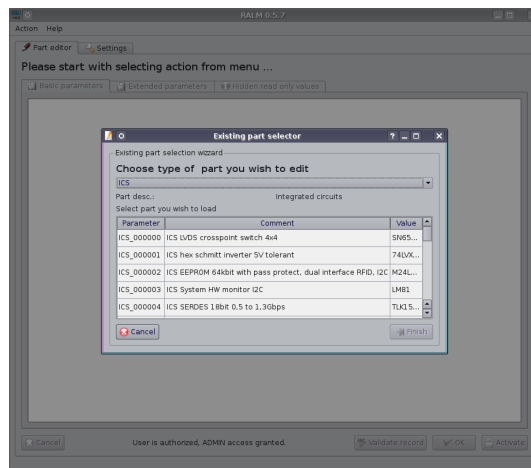 RALM 0.5.7
Action Help
Part editor Settings
Please start with selecting action from menu ...
Basic parameters Extended parameters Hidden read only values
Existing part selector
Existing part selection wizzard
Choose type of part you wish to edit
ICS
Part desc.: Integrated circuits
Select part you wish to load
Parameter Comment Value
ICS_000000 ICS LVDS crosspoint switch 4x4 SN65...
ICS_000001 ICS hex schmitt inverter 5V tolerant 74LVX...
ICS_000002 ICS EEPROM 64kbit with pass protect, dual interface RFID, I2C M24L...
ICS_000003 ICS System HW monitor I2C LM81
ICS_000004 ICS SERDES 18bit 0,5 to 1,3Gbps TLK15...
Cancel Finish
Cancel User is authorized, ADMIN access granted. Validate record OK Activate